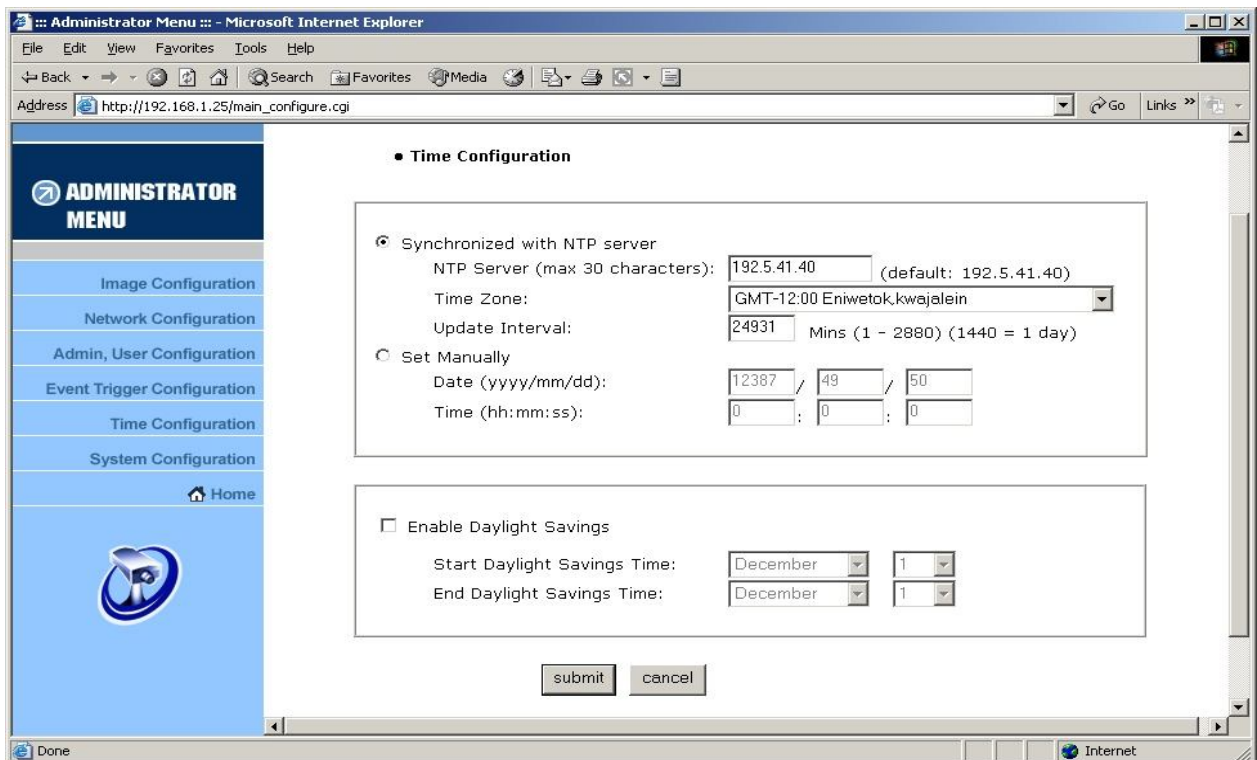 ::: Administrator Menu ::: - Microsoft Internet Explorer
File Edit View Favorites Tools Help
Back Search Favorites Media
Address http://192.168.1.25/main_configure.cgi Go Links »
ADMINISTRATOR
MENU
Image Configuration
Network Configuration
Admin, User Configuration
Event Trigger Configuration
Time Configuration
System Configuration
Home
• Time Configuration
Synchronized with NTP server
NTP Server (max 30 characters): 192.5.41.40 (default: 192.5.41.40)
Time Zone: GMT-12:00 Eniwetok,kwajalein
Update Interval: 24931 Mins (1 - 2880) (1440 = 1 day)
Set Manually
Date (yyyy/mm/dd): 12387 / 49 / 50
Time (hh:mm:ss): 0 : 0 : 0
Enable Daylight Savings
Start Daylight Savings Time: December 1
End Daylight Savings Time: December 1
submit cancel
Done Internet